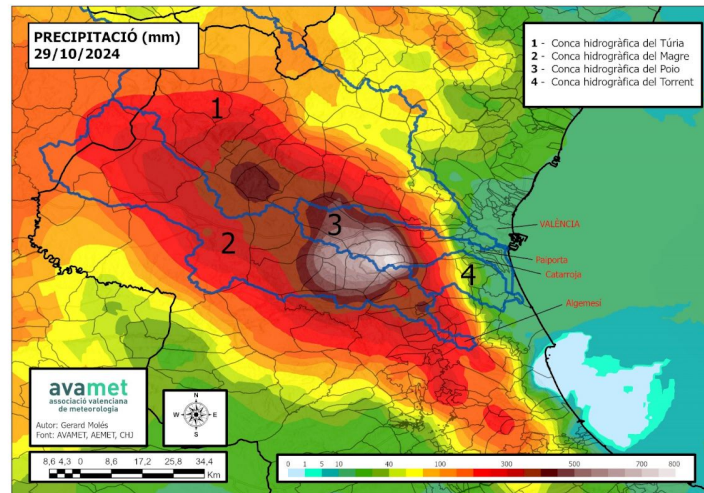 PRECIPITACIÓ (mm)
29/10/2024
1 - Conca hidrogràfica del Túria
2 - Conca hidrogràfica del Magre
3 - Conca hidrogràfica del Poio
4 - Conca hidrogràfica del Torrent
1
2
3
4
VALÈNCIA
Paiporta
Catarroja
Algemesí
avamet
associació valenciana
de meteorologia
Autor: Gerard Molés
Font: AVAMET, AEMET, CHJ
N
W E
S
8,6 4,3 0 8,6 17,2 25,8 34,4
Km
0 1 5 10 40 100 300 500 700 800